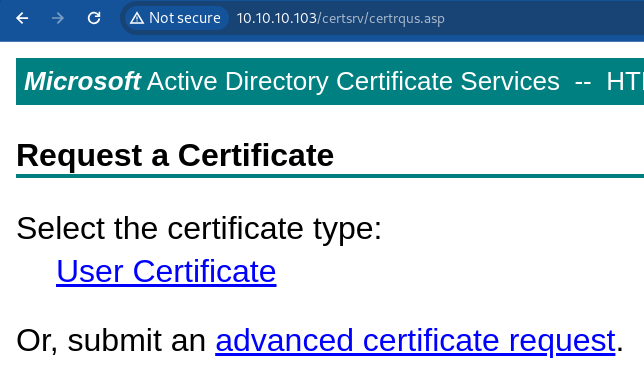 Not secure 10.10.10.103/certsrv/certrqus.asp
Microsoft Active Directory Certificate Services -- HT
Request a Certificate
Select the certificate type:
User Certificate
Or, submit an advanced certificate request.